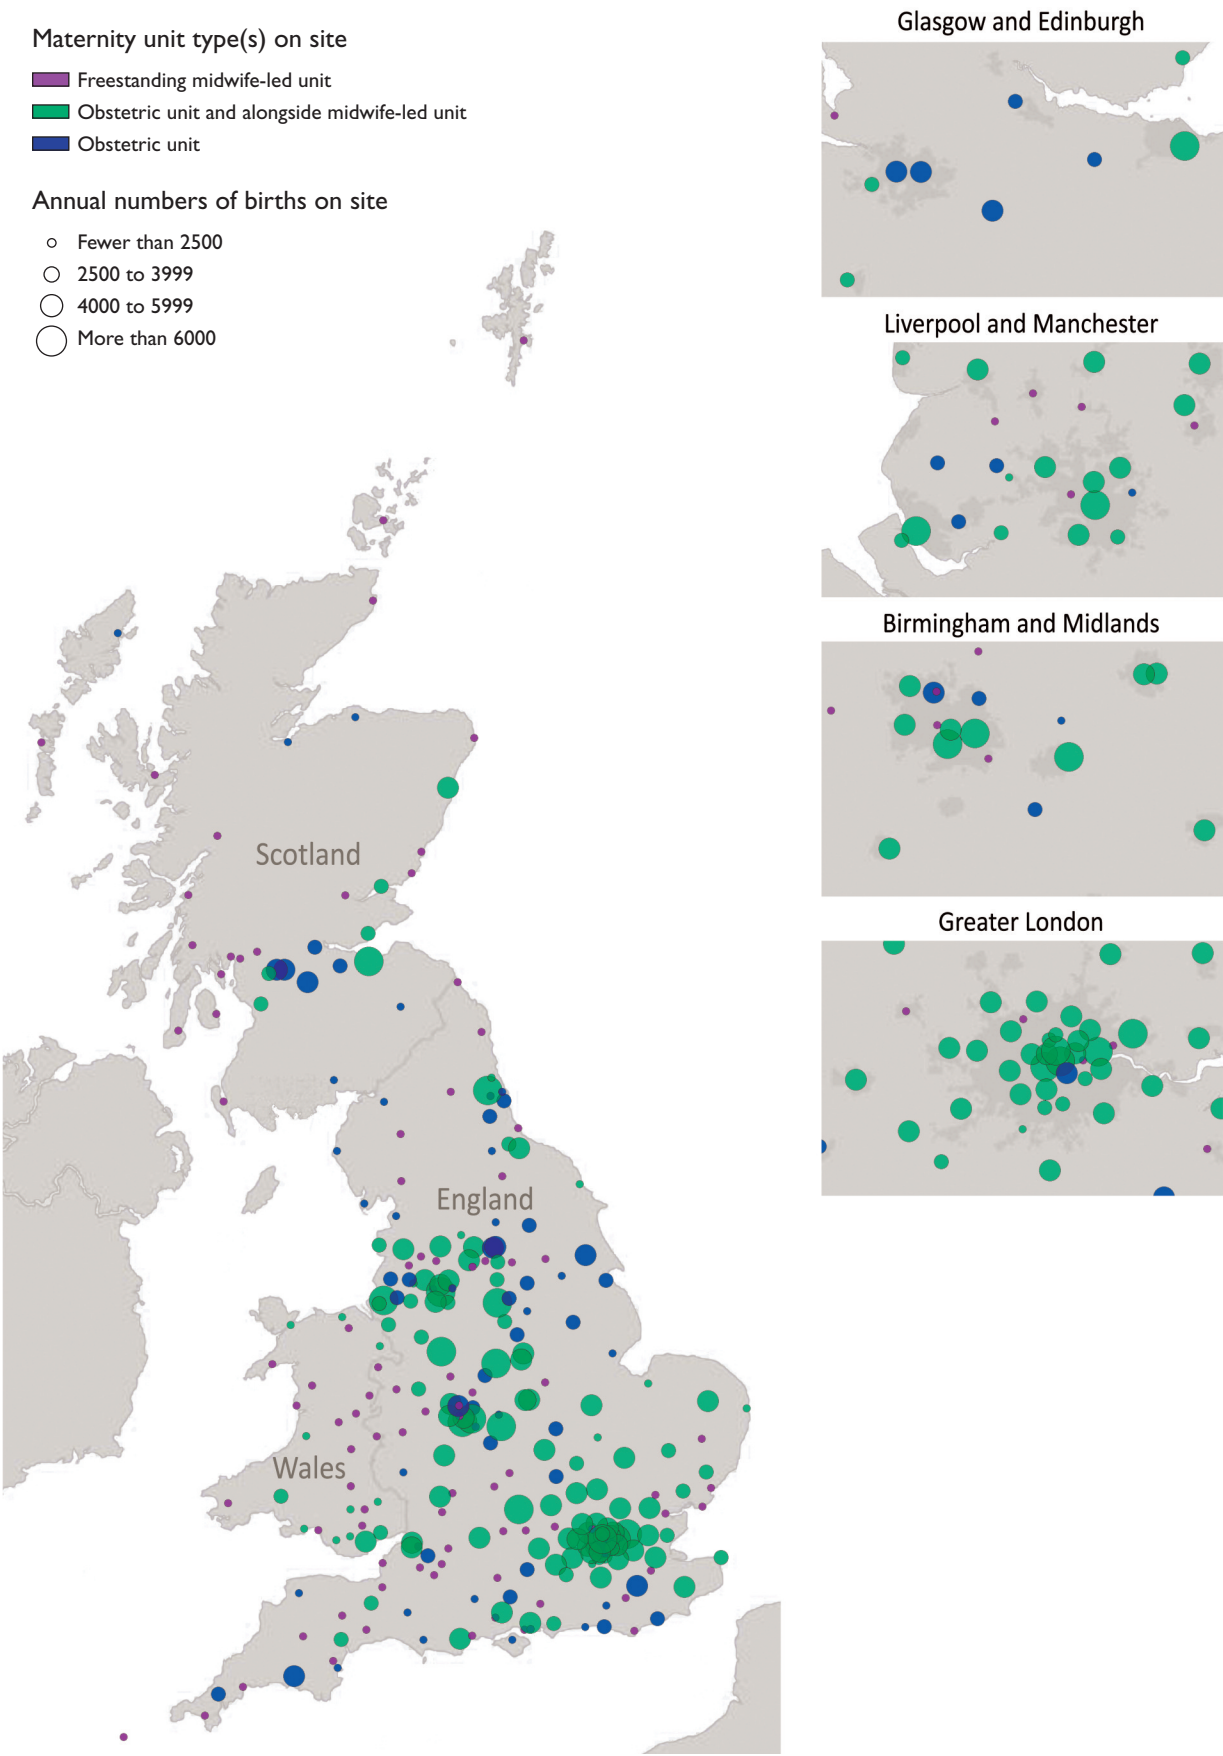 Maternity unit type(s) on site
Freestanding midwife-led unit
Obstetric unit and alongside midwife-led unit
Obstetric unit
Annual numbers of births on site
Fewer than 2500
2500 to 3999
4000 to 5999
More than 6000
Scotland
England
Wales
Glasgow and Edinburgh
Liverpool and Manchester
Birmingham and Midlands
Greater London